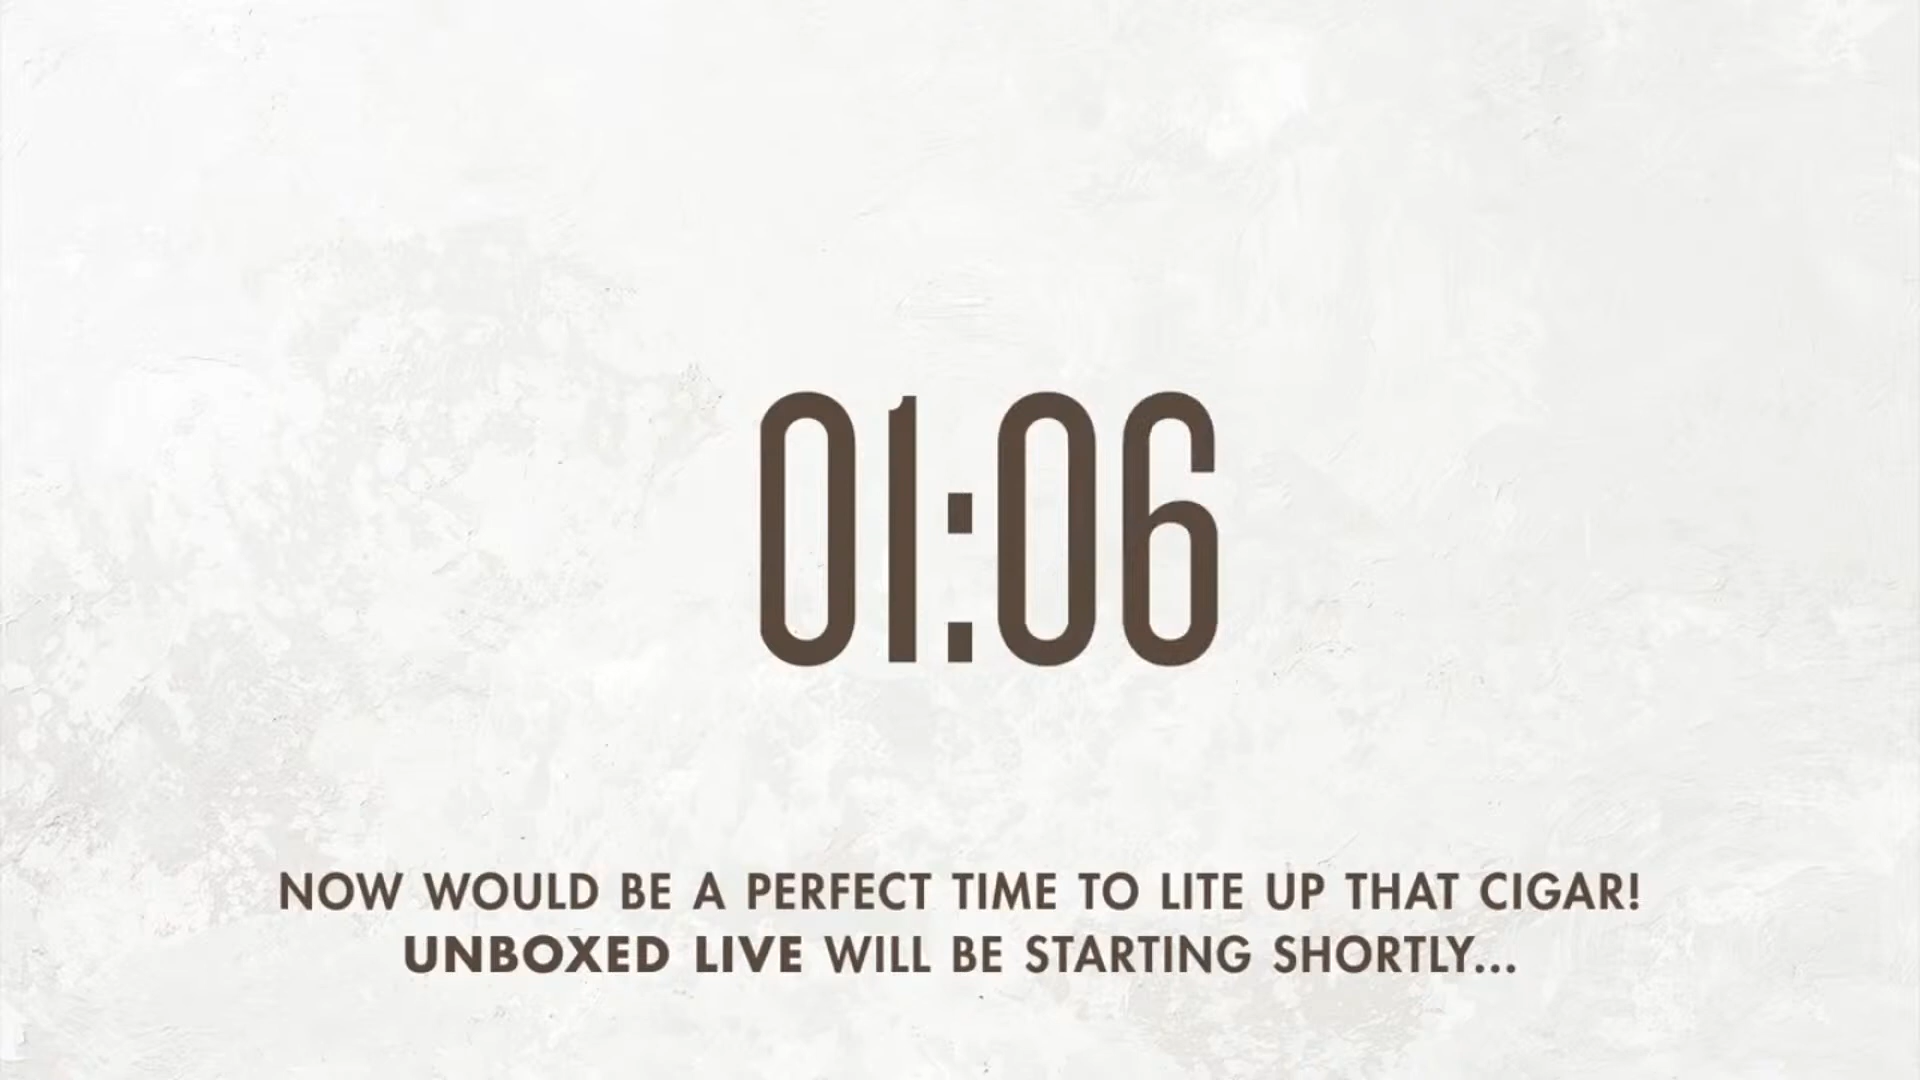 01:06
NOW WOULD BE A PERFECT TIME TO LITE UP THAT CIGAR!
UNBOXED LIVE WILL BE STARTING SHORTLY...